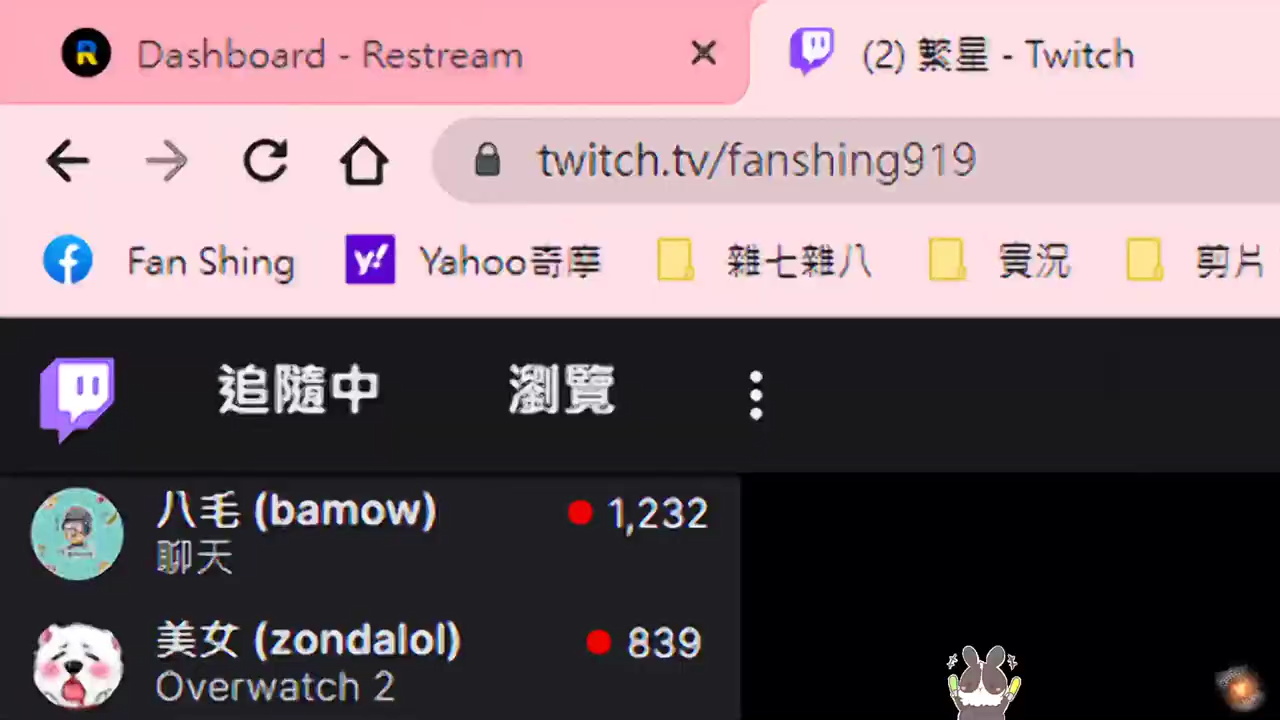 Dashboard - Restream
(2) 繁星 - Twitch
twitch.tv/fanshing919
Fan Shing
Yahoo奇摩
雜七雜八
實況
剪片
追隨中
瀏覽
八毛 (bamow)
1,232
聊天
美女 (zondalol)
839
Overwatch 2